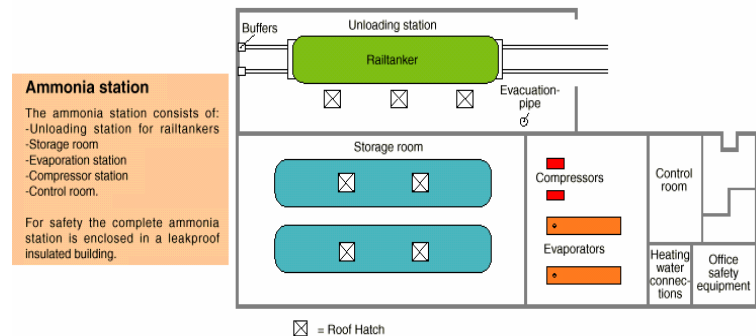 Ammonia station
The ammonia station consists of:
-Unloading station for railtankers
-Storage room
-Evaporation station
-Compressor station
-Control room.
For safety the complete ammonia
station is enclosed in a leakproof
insulated building.
Buffers
Unloading station
Railtanker
Evacuation-
pipe
Storage room
Compressors
Evaporators
Control
room
Heating
water
connec-
tions
Office
safety
equipment
= Roof Hatch